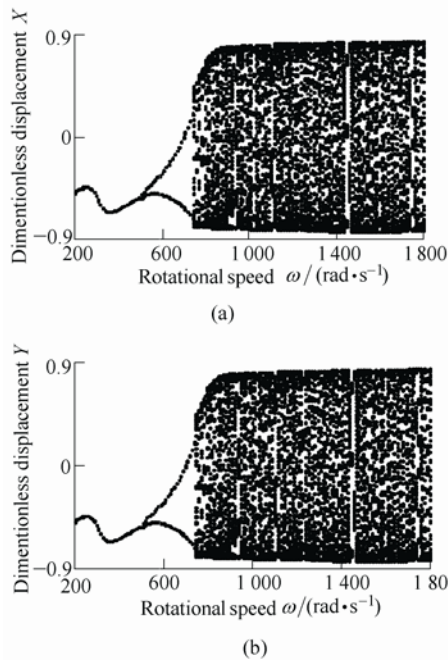 Dimentionless displacement X
0.9
0
−0.9
200 600 1 000 1 400 1 800
Rotational speed ω/(rad·s⁻¹)
(a)
Dimentionless displacement Y
0.9
0
−0.9
200 600 1 000 1 400 1 80
Rotational speed ω/(rad·s⁻¹)
(b)